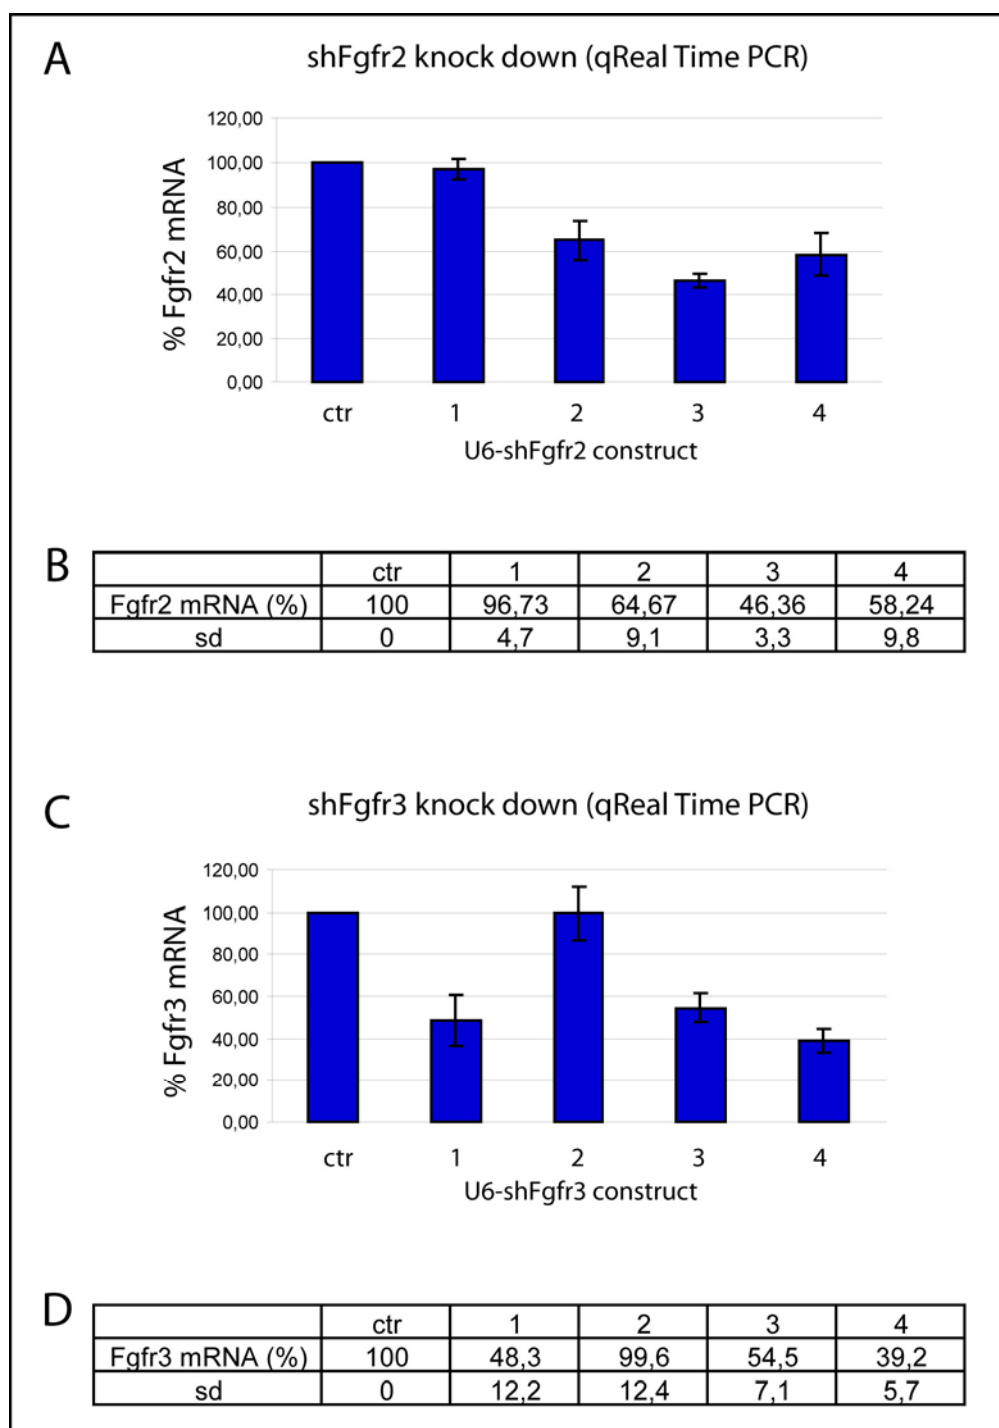 A
shFgfr2 knock down (qReal Time PCR)
% Fgfr2 mRNA
120,00
100,00
80,00
60,00
40,00
20,00
0,00
ctr 1 2 3 4
U6-shFgfr2 construct
B
ctr 1 2 3 4
Fgfr2 mRNA (%) 100 96,73 64,67 46,36 58,24
sd 0 4,7 9,1 3,3 9,8
C
shFgfr3 knock down (qReal Time PCR)
% Fgfr3 mRNA
120,00
100,00
80,00
60,00
40,00
20,00
0,00
ctr 1 2 3 4
U6-shFgfr3 construct
D
ctr 1 2 3 4
Fgfr3 mRNA (%) 100 48,3 99,6 54,5 39,2
sd 0 12,2 12,4 7,1 5,7